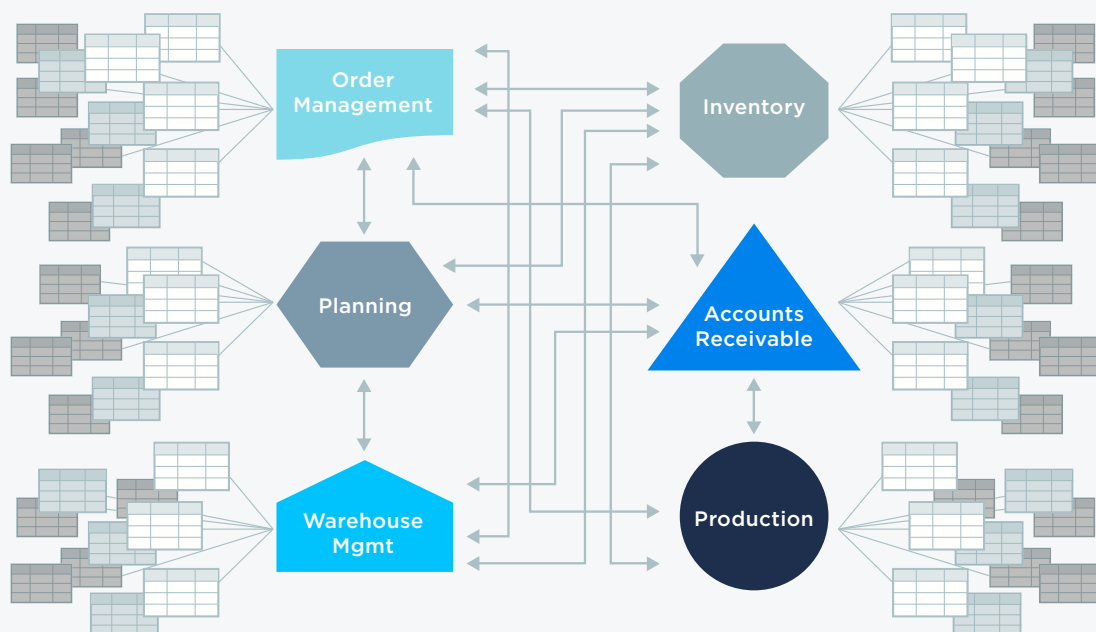 Order
Management
Inventory
Planning
Accounts
Receivable
Warehouse
Mgmt
Production